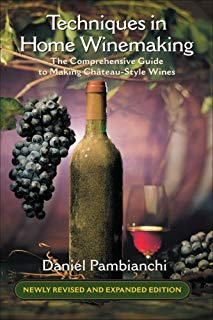 Techniques in
Home Winemaking
The Comprehensive Guide
to Making Château-Style Wines
Daniel Pambianchi
NEWLY REVISED AND EXPANDED EDITION